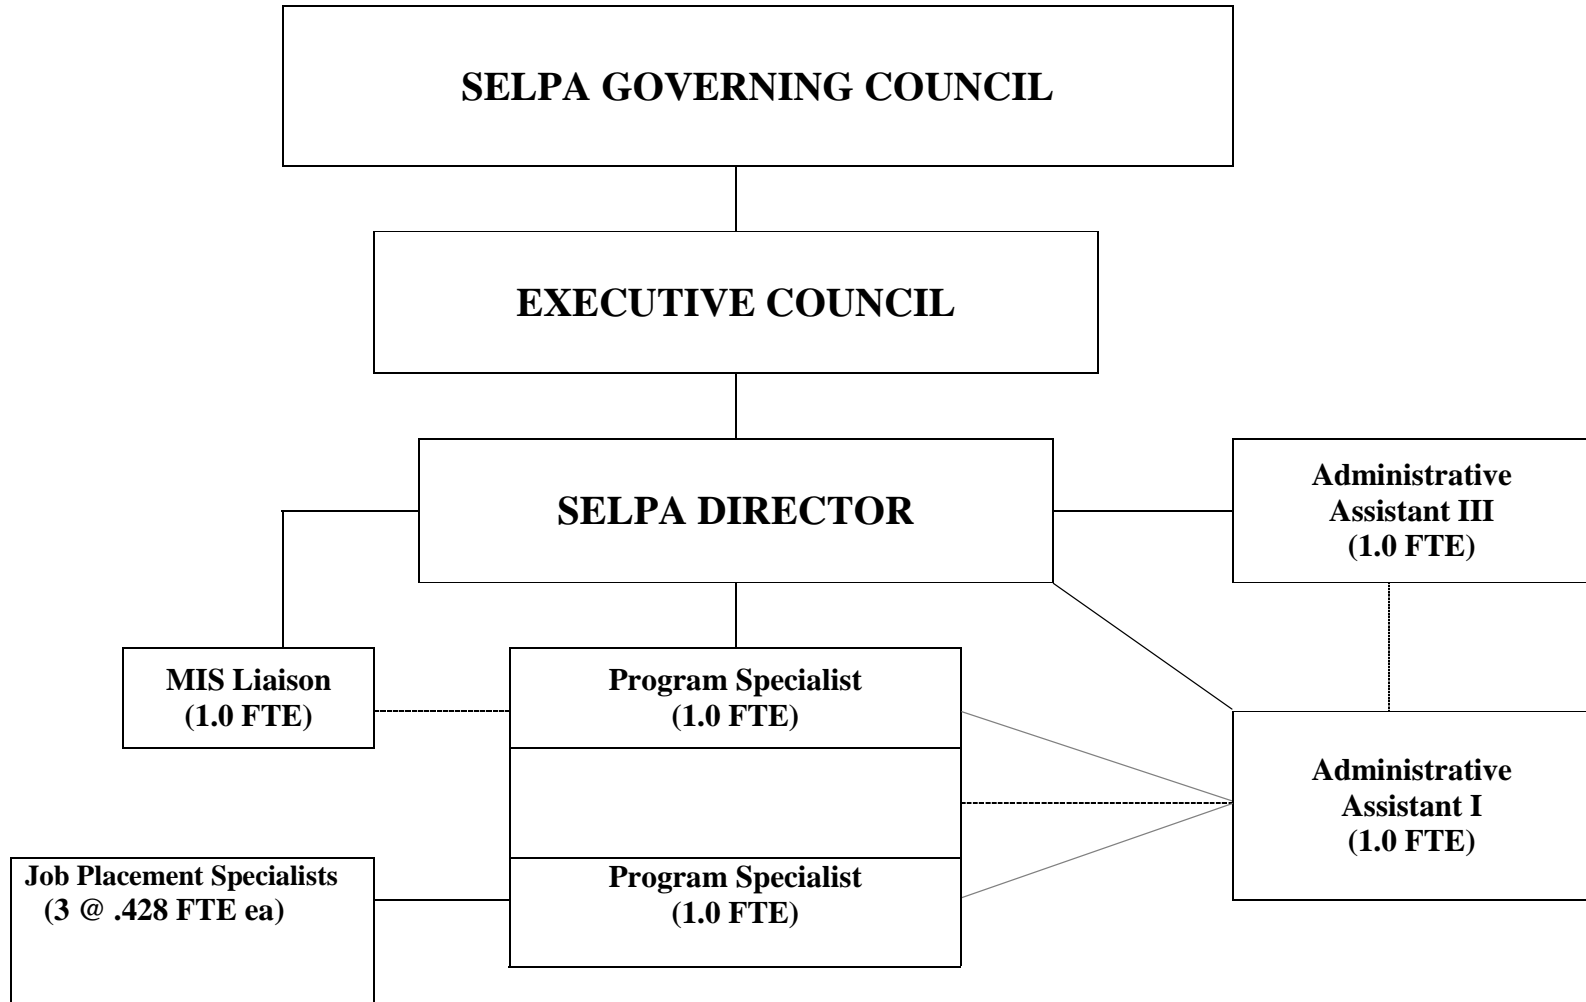 SELPA GOVERNING COUNCIL
EXECUTIVE COUNCIL
SELPA DIRECTOR
Administrative
Assistant III
(1.0 FTE)
MIS Liaison
(1.0 FTE)
Program Specialist
(1.0 FTE)
Administrative
Assistant I
(1.0 FTE)
Job Placement Specialists
(3 @ .428 FTE ea)
Program Specialist
(1.0 FTE)